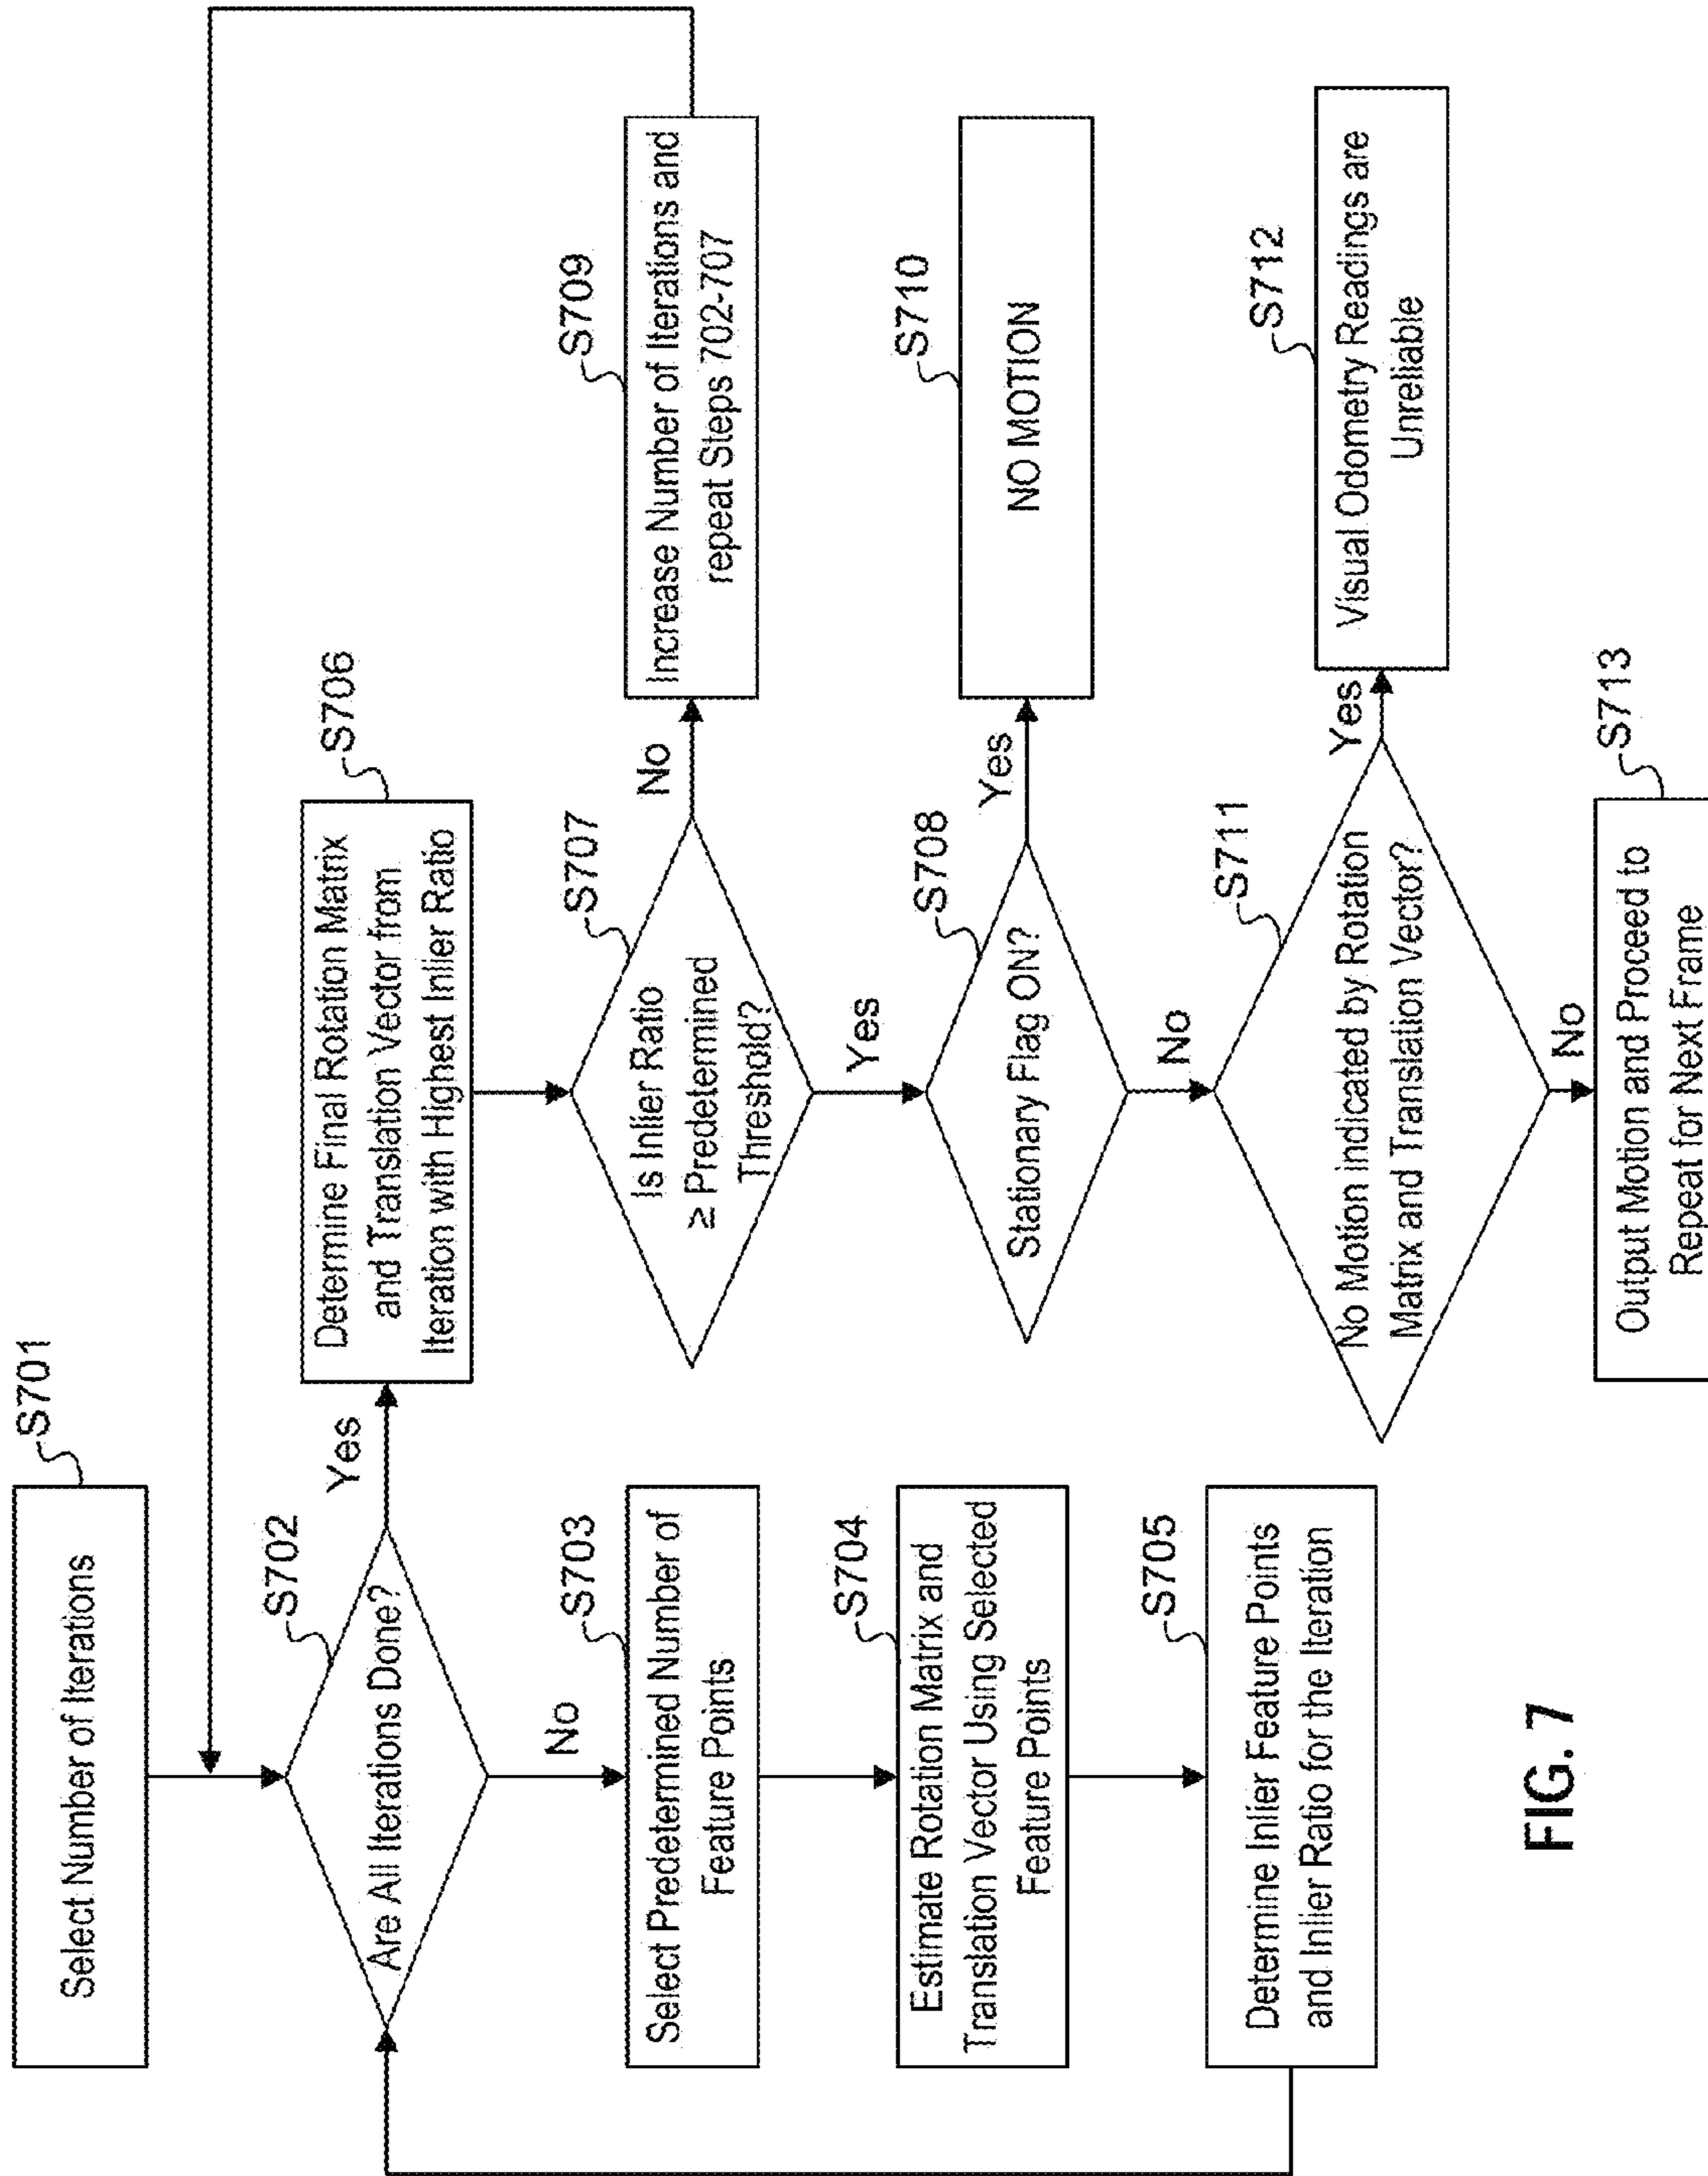 S701
Select Number of Iterations
S702
Are All Iterations Done?
Yes
No
S703
Select Predetermined Number of
Feature Points
S704
Estimate Rotation Matrix and
Translation Vector Using Selected
Feature Points
S705
Determine Inlier Feature Points
and Inlier Ratio for the Iteration
S706
Determine Final Rotation Matrix
and Translation Vector from
Iteration with Highest Inlier Ratio
S707
Is Inlier Ratio
≥ Predetermined
Threshold?
No
Yes
S709
Increase Number of Iterations and
repeat Steps 702-707
S708
Stationary Flag ON?
Yes
No
S710
NO MOTION
S711
No Motion indicated by Rotation
Matrix and Translation Vector?
Yes
No
S712
Visual Odometry Readings are
Unreliable
S713
Output Motion and Proceed to
Repeat for Next Frame
FIG. 7